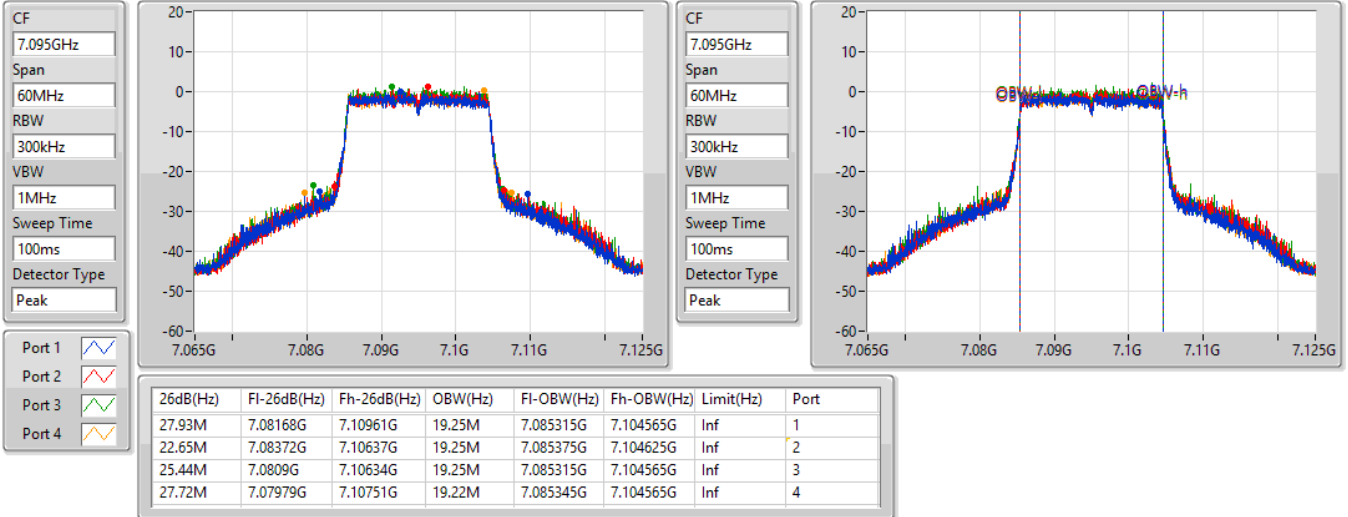 CF
7.095GHz
Span
60MHz
RBW
300kHz
VBW
1MHz
Sweep Time
100ms
Detector Type
Peak
20
10
0
-10
-20
-30
-40
-50
-60
7.065G 7.08G 7.09G 7.1G 7.11G 7.125G
CF
7.095GHz
Span
60MHz
RBW
300kHz
VBW
1MHz
Sweep Time
100ms
Detector Type
Peak
20
10
0
-10
-20
-30
-40
-50
-60
OBW-h
7.065G 7.08G 7.09G 7.1G 7.11G 7.125G
Port 1
Port 2
Port 3
Port 4
26dB(Hz) Fl-26dB(Hz) Fh-26dB(Hz) OBW(Hz) Fl-OBW(Hz) Fh-OBW(Hz) Limit(Hz) Port
27.93M 7.08168G 7.10961G 19.25M 7.085315G 7.104565G Inf 1
22.65M 7.08372G 7.10637G 19.25M 7.085375G 7.104625G Inf 2
25.44M 7.0809G 7.10634G 19.25M 7.085315G 7.104565G Inf 3
27.72M 7.07979G 7.10751G 19.22M 7.085345G 7.104565G Inf 4